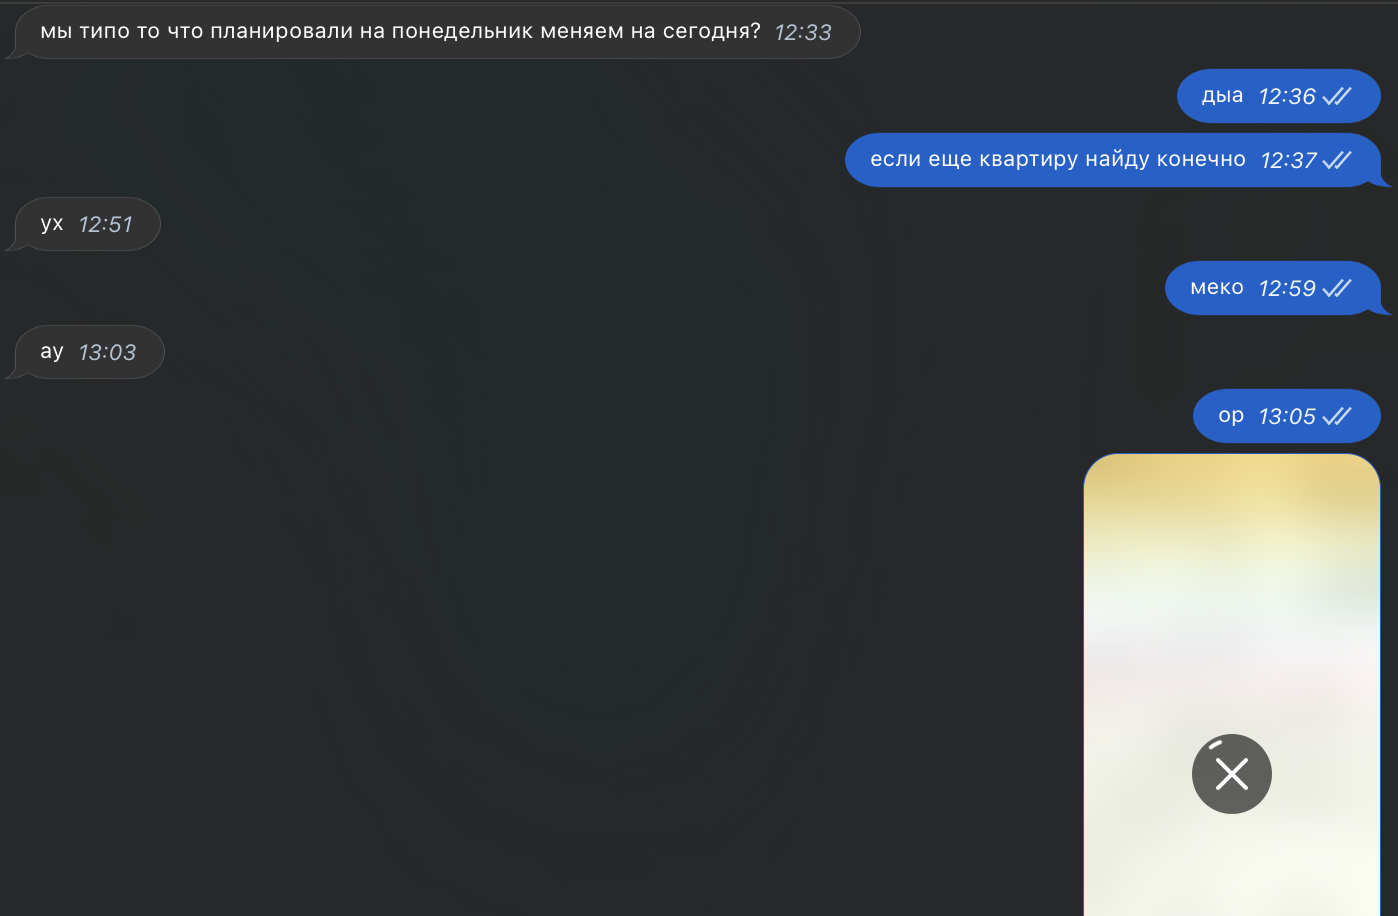 мы типо то что планировали на понедельник меняем на сегодня? 12:33
дыа 12:36
если еще квартиру найду конечно 12:37
ух 12:51
меко 12:59
ау 13:03
ор 13:05